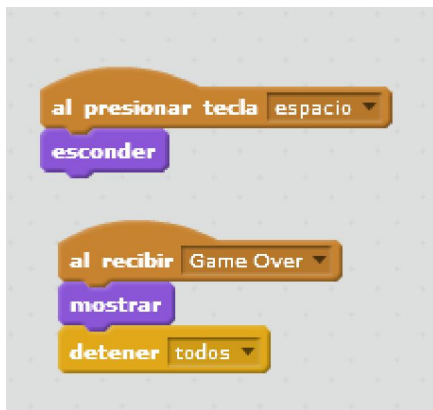 al presionar tecla espacio
esconder
al recibir Game Over
mostrar
detener todos